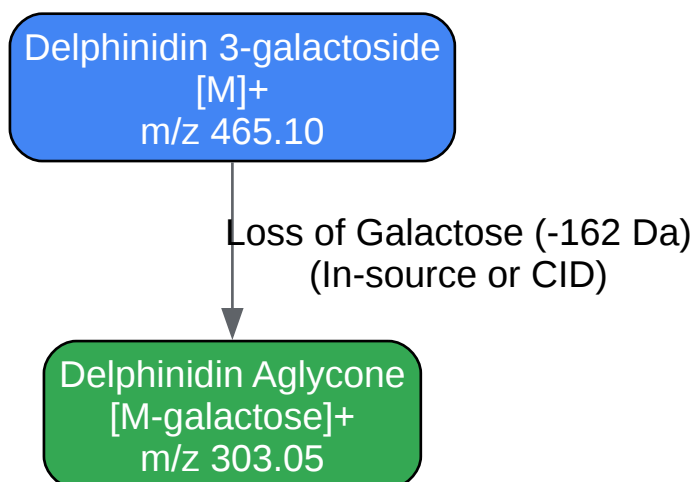 Delphinidin 3-galactoside
[M]+
m/z 465.10
Loss of Galactose (-162 Da)
(In-source or CID)
Delphinidin Aglycone
[M-galactose]+
m/z 303.05